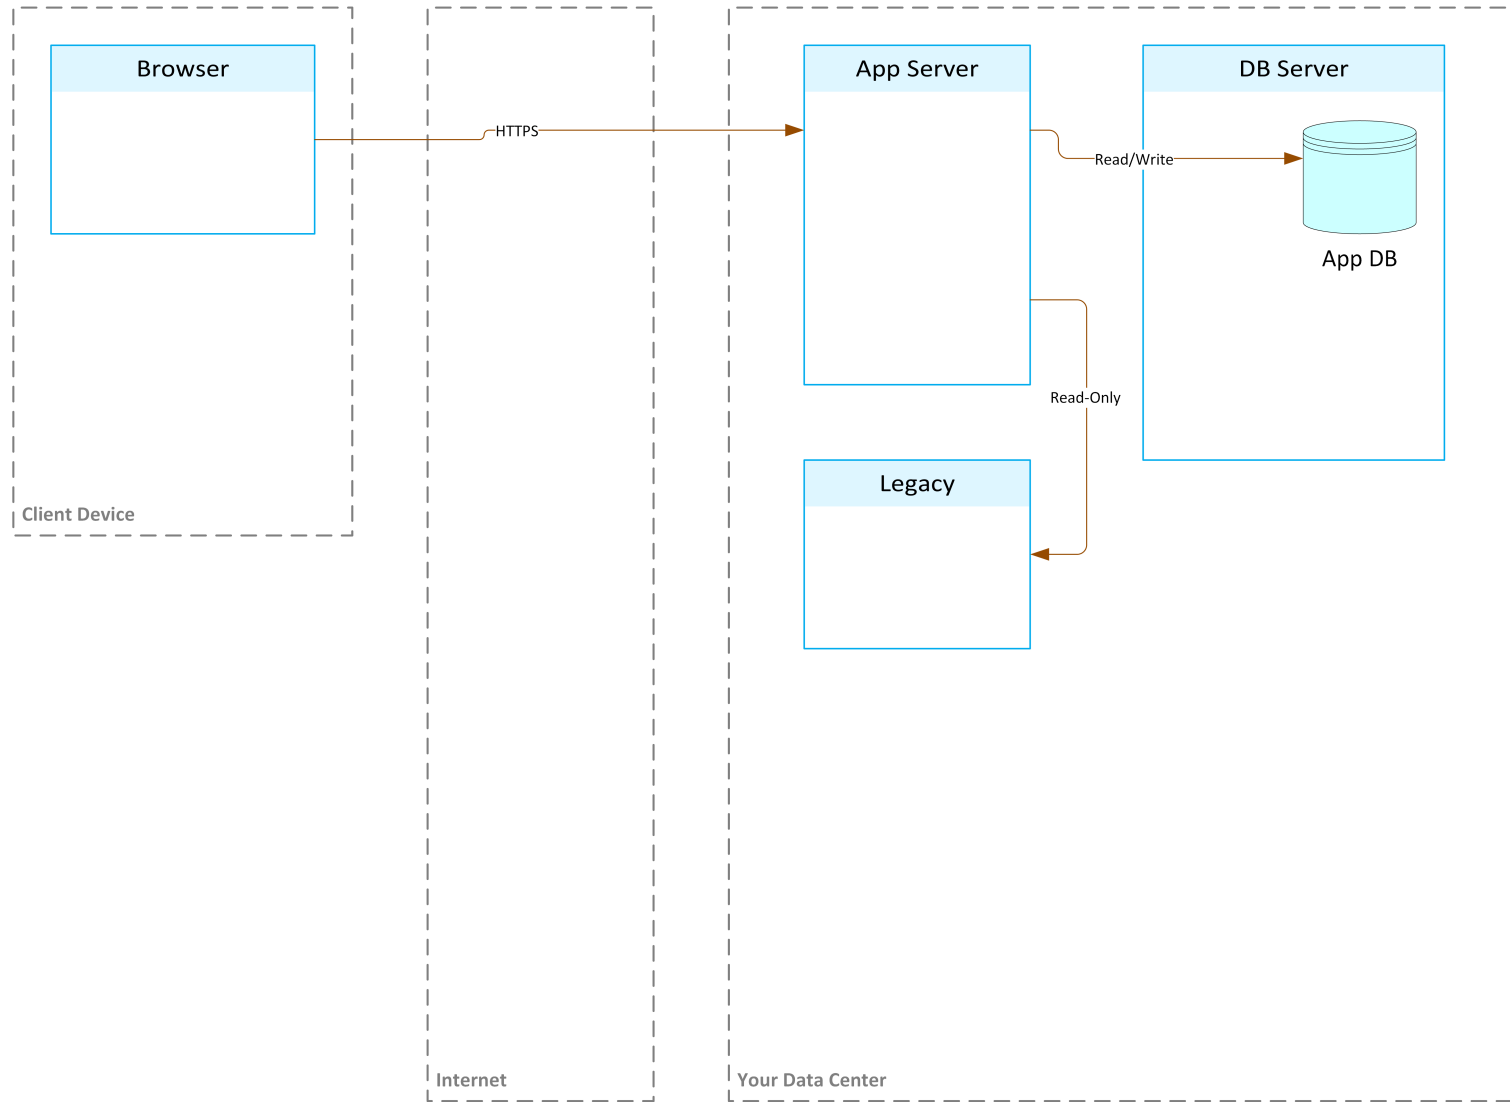 Browser
App Server
DB Server
HTTPS
Read/Write
App DB
Read-Only
Legacy
Client Device
Internet
Your Data Center